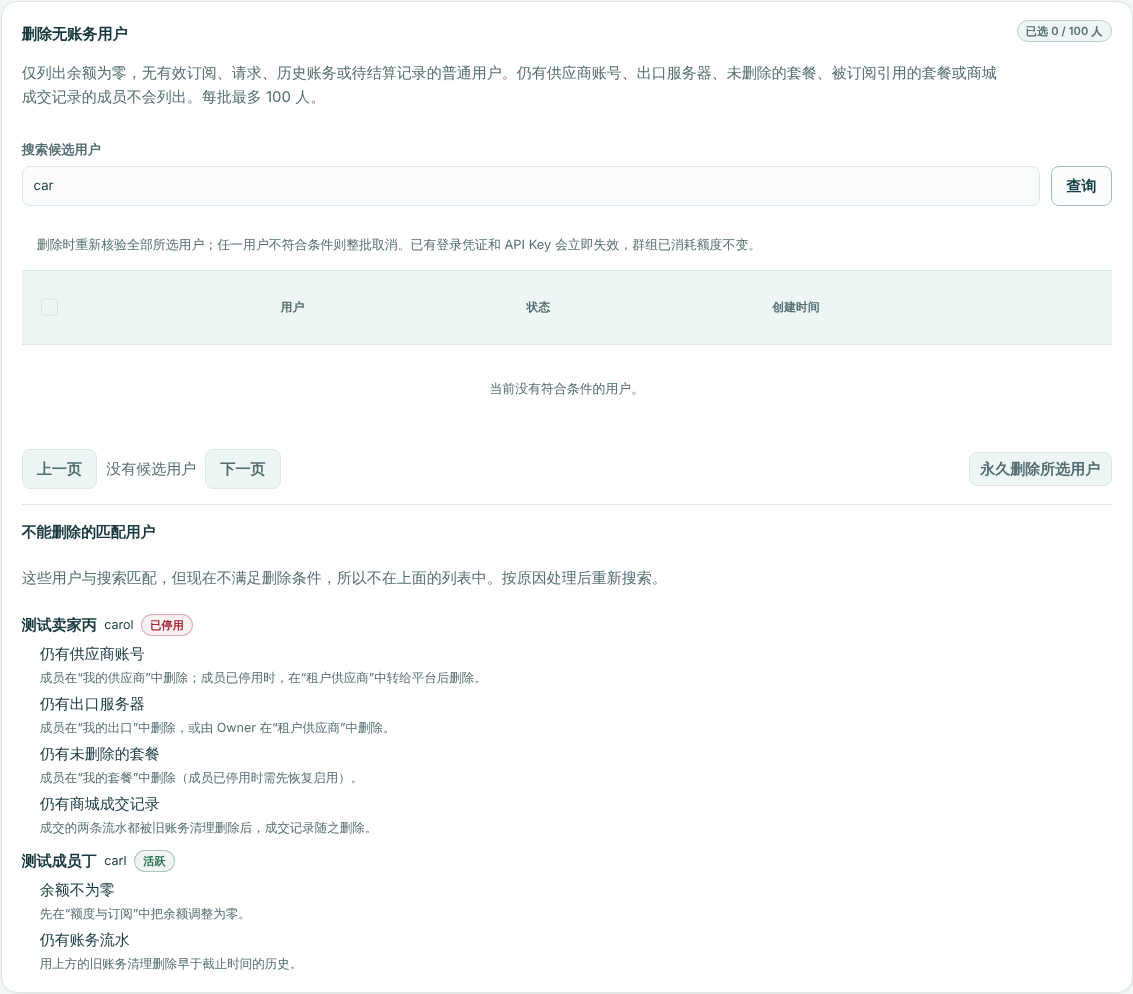 删除无账务用户
已选 0 / 100 人
仅列出余额为零，无有效订阅、请求、历史账务或待结算记录的普通用户。仍有供应商账号、出口服务器、未删除的套餐、被订阅引用的套餐或商城
成交记录的成员不会列出。每批最多 100 人。
搜索候选用户
car
查询
删除时重新核验全部所选用户；任一用户不符合条件则整批取消。已有登录凭证和 API Key 会立即失效，群组已消耗额度不变。
用户 状态 创建时间
当前没有符合条件的用户。
上一页 没有候选用户 下一页 永久删除所选用户
不能删除的匹配用户
这些用户与搜索匹配，但现在不满足删除条件，所以不在上面的列表中。按原因处理后重新搜索。
测试卖家丙 carol 已停用
仍有供应商账号
成员在“我的供应商”中删除；成员已停用时，在“租户供应商”中转给平台后删除。
仍有出口服务器
成员在“我的出口”中删除，或由 Owner 在“租户供应商”中删除。
仍有未删除的套餐
成员在“我的套餐”中删除（成员已停用时需先恢复启用）。
仍有商城成交记录
成交的两条流水都被旧账务清理删除后，成交记录随之删除。
测试成员丁 carl 活跃
余额不为零
先在“额度与订阅”中把余额调整为零。
仍有账务流水
用上方的旧账务清理删除早于截止时间的历史。